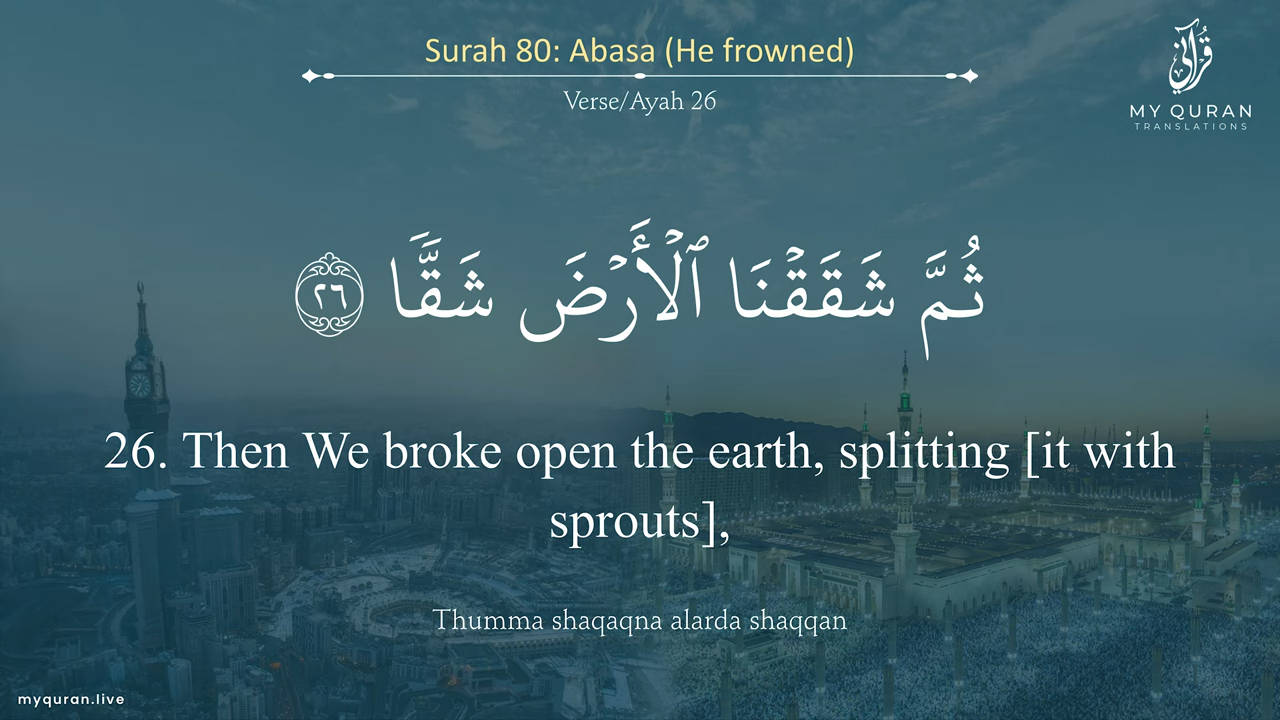 Surah 80: Abasa (He frowned)
Verse/Ayah 26
قُرْآنِي
MY QURAN
TRANSLATIONS
ثُمَّ شَقَقْنَا ٱلْأَرْضَ شَقًّا ٢٦
26. Then We broke open the earth, splitting [it with
sprouts],
Thumma shaqaqna alarda shaqqan
myquran.live